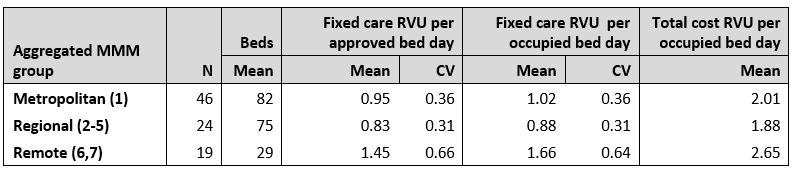 Aggregated MMM group N Beds Fixed care RVU per approved bed day Fixed care RVU per occupied bed day Total cost RVU per occupied bed day
Mean Mean CV Mean CV Mean
Metropolitan (1) 46 82 0.95 0.36 1.02 0.36 2.01
Regional (2-5) 24 75 0.83 0.31 0.88 0.31 1.88
Remote (6,7) 19 29 1.45 0.66 1.66 0.64 2.65